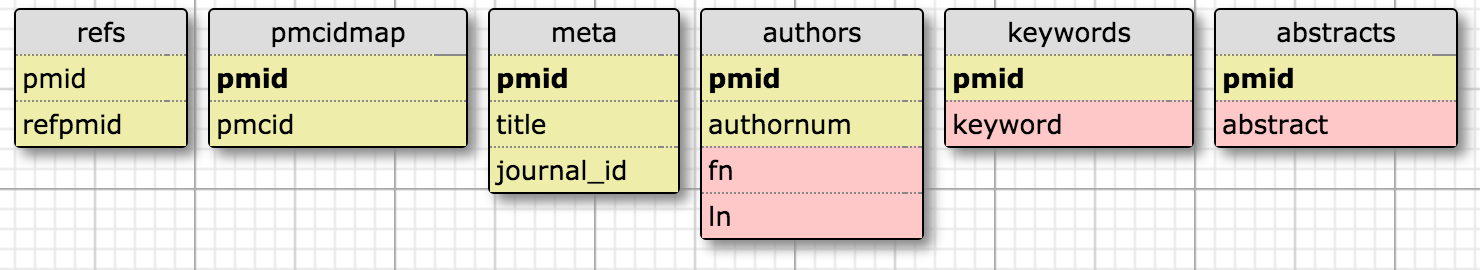 refs
pmid
refpmid
pmcidmap
pmid
pmcid
meta
pmid
title
journal_id
authors
pmid
authornum
fn
ln
keywords
pmid
keyword
abstracts
pmid
abstract